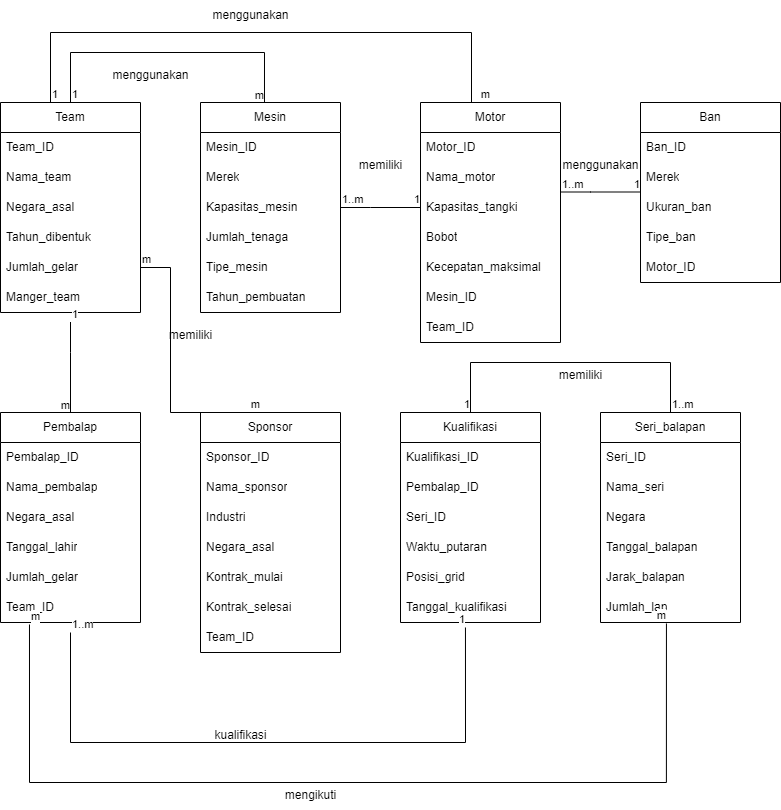 menggunakan
menggunakan
1
1
m
m
Team
Team_ID
Nama_team
Negara_asal
Tahun_dibentuk
Jumlah_gelar
Manger_team
Mesin
Mesin_ID
Merek
Kapasitas_mesin
Jumlah_tenaga
Tipe_mesin
Tahun_pembuatan
memiliki
1..m
1
Motor
Motor_ID
Nama_motor
Kapasitas_tangki
Bobot
Kecepatan_maksimal
Mesin_ID
Team_ID
menggunakan
1..m
1
Ban
Ban_ID
Merek
Ukuran_ban
Tipe_ban
Motor_ID
m
1
memiliki
memiliki
m
m
1
1..m
Pembalap
Pembalap_ID
Nama_pembalap
Negara_asal
Tanggal_lahir
Jumlah_gelar
Team_ID
Sponsor
Sponsor_ID
Nama_sponsor
Industri
Negara_asal
Kontrak_mulai
Kontrak_selesai
Team_ID
Kualifikasi
Kualifikasi_ID
Pembalap_ID
Seri_ID
Waktu_putaran
Posisi_grid
Tanggal_kualifikasi
Seri_balapan
Seri_ID
Nama_seri
Negara
Tanggal_balapan
Jarak_balapan
Jumlah_lap
m
1..m
1
m
kualifikasi
mengikuti